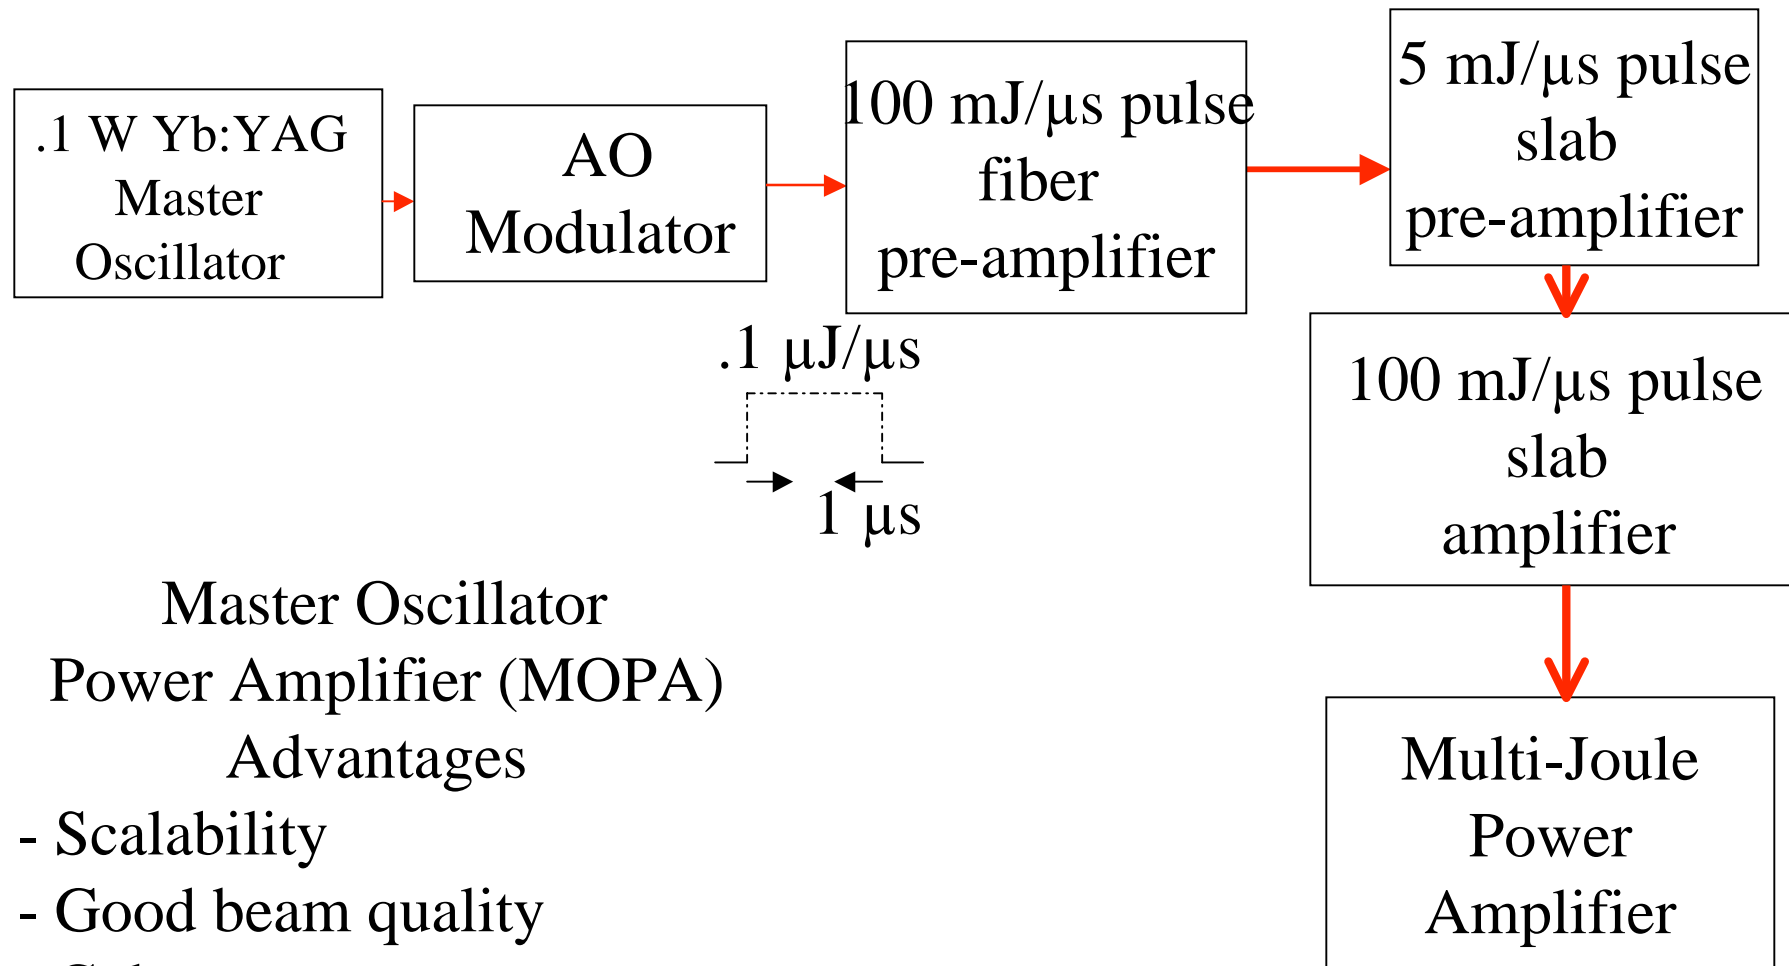 .1 W Yb:YAG
Master
Oscillator
AO
Modulator
100 mJ/µs pulse
fiber
pre-amplifier
5 mJ/µs pulse
slab
pre-amplifier
.1 µJ/µs
1 µs
100 mJ/µs pulse
slab
amplifier
Multi-Joule
Power
Amplifier
Master Oscillator
Power Amplifier (MOPA)
Advantages
- Scalability
- Good beam quality